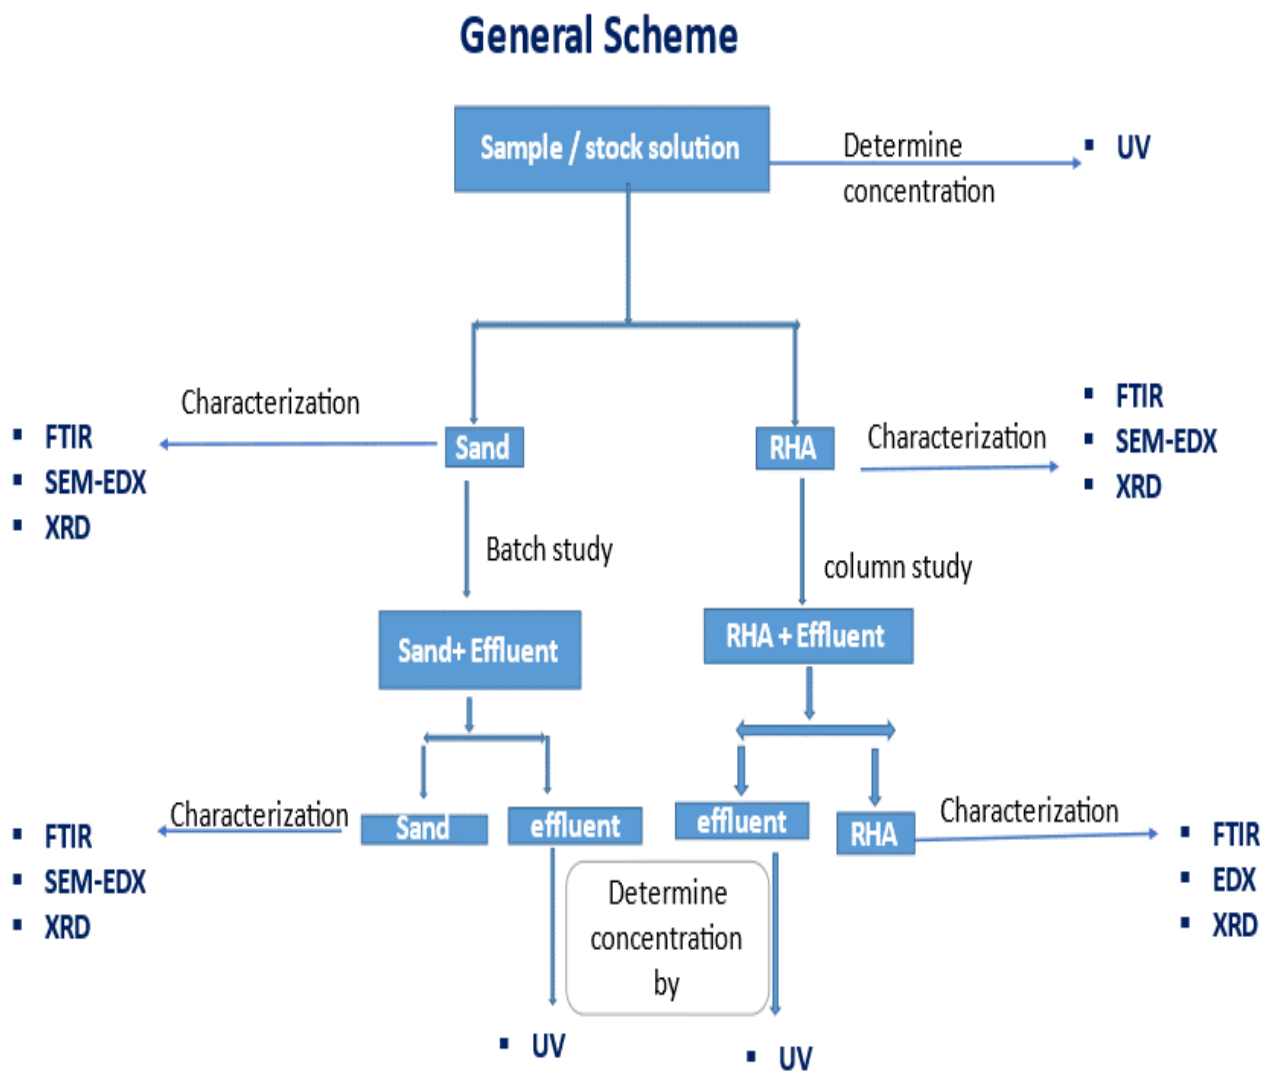 General Scheme
Sample / stock solution
Determine
concentration
▪ UV
Characterization
▪ FTIR
▪ SEM-EDX
▪ XRD
Sand
RHA
Characterization
▪ FTIR
▪ SEM-EDX
▪ XRD
Batch study
column study
Sand+ Effluent
RHA + Effluent
Characterization
▪ FTIR
▪ SEM-EDX
▪ XRD
Sand
effluent
effluent
RHA
Characterization
▪ FTIR
▪ EDX
▪ XRD
Determine
concentration
by
▪ UV
▪ UV